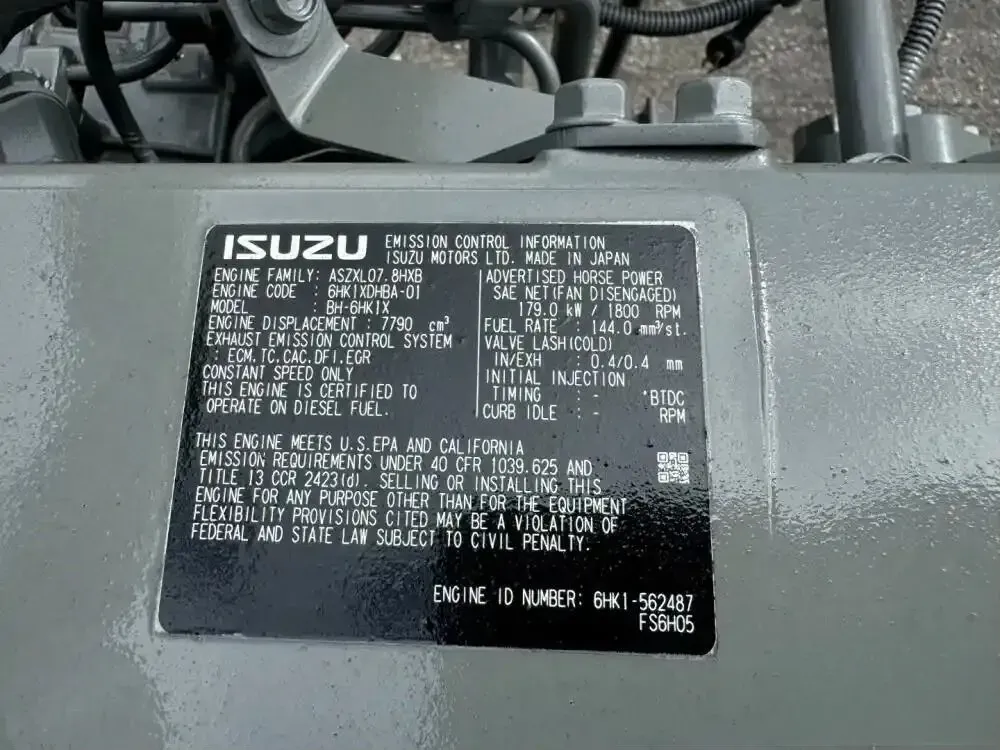 ISUZU
EMISSION CONTROL INFORMATION
ISUZU MOTORS LTD. MADE IN JAPAN
ENGINE FAMILY: ASZXL07.8HXB
ENGINE CODE : 6HK1XDHBA-01
MODEL : BH-6HK1X
ENGINE DISPLACEMENT : 7790 cm³
EXHAUST EMISSION CONTROL SYSTEM
: ECM.TC.CAC.DFI.EGR
CONSTANT SPEED ONLY
THIS ENGINE IS CERTIFIED TO
OPERATE ON DIESEL FUEL.
ADVERTISED HORSE POWER
SAE NET(FAN DISENGAGED)
179.0 kW / 1800 RPM
FUEL RATE : 144.0 mm³/st.
VALVE LASH(COLD)
IN/EXH : 0.4/0.4 mm
INITIAL INJECTION
TIMING : - °BTDC
CURB IDLE : - RPM
THIS ENGINE MEETS U.S.EPA AND CALIFORNIA
EMISSION REQUIREMENTS UNDER 40 CFR 1039.625 AND
TITLE 13 CCR 2423(d). SELLING OR INSTALLING THIS
ENGINE FOR ANY PURPOSE OTHER THAN FOR THE EQUIPMENT
FLEXIBILITY PROVISIONS CITED MAY BE A VIOLATION OF
FEDERAL AND STATE LAW SUBJECT TO CIVIL PENALTY.
ENGINE ID NUMBER: 6HK1-562487
FS6H05